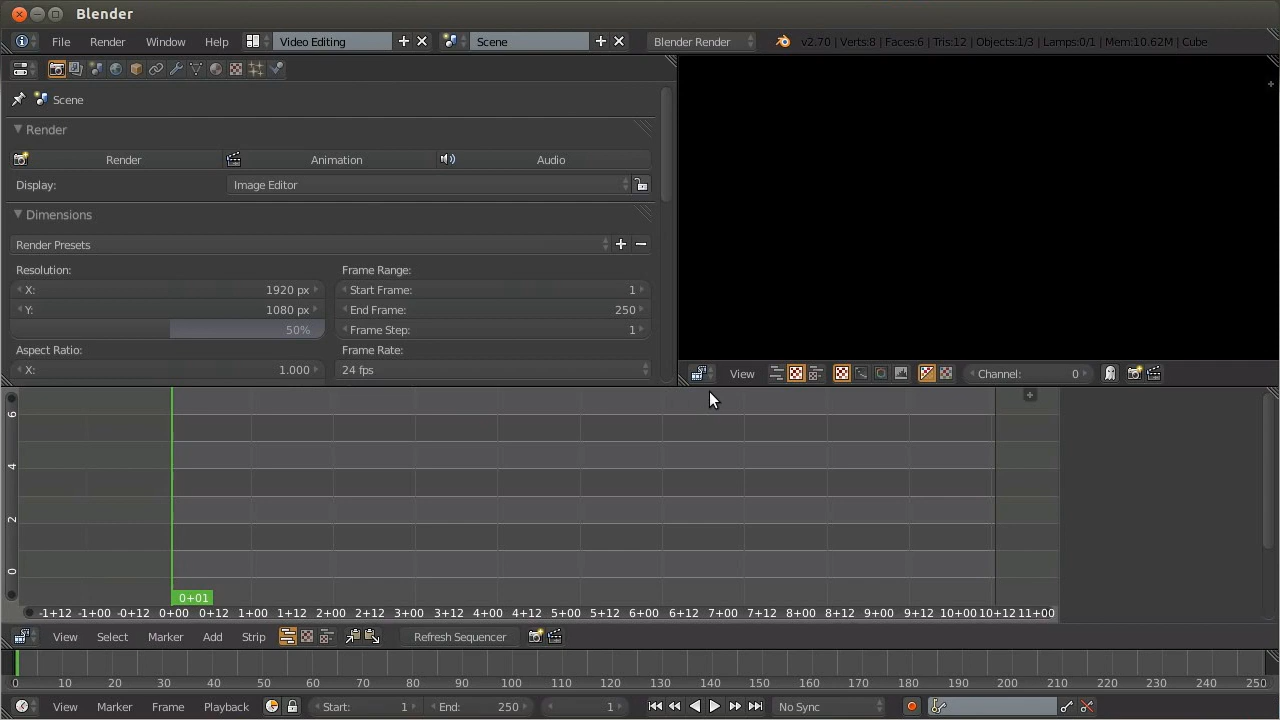 Blender
File Render Window Help Video Editing Scene Blender Render v2.70 | Verts:8 | Faces:6 | Tris:12 | Objects:1/3 | Lamps:0/1 | Mem:10.62M | Cube
Scene
Render
Render Animation Audio
Display: Image Editor
Dimensions
Render Presets
Resolution: Frame Range:
X: 1920 px Start Frame: 1
Y: 1080 px End Frame: 250
50% Frame Step: 1
Aspect Ratio: Frame Rate:
X: 1.000 24 fps
View Channel: 0
6
4
2
0
0+01
-1+12 -1+00 -0+12 0+00 0+12 1+00 1+12 2+00 2+12 3+00 3+12 4+00 4+12 5+00 5+12 6+00 6+12 7+00 7+12 8+00 8+12 9+00 9+12 10+00 10+12 11+00
View Select Marker Add Strip Refresh Sequencer
0 10 20 30 40 50 60 70 80 90 100 110 120 130 140 150 160 170 180 190 200 210 220 230 240 250
View Marker Frame Playback Start: 1 End: 250 1 No Sync